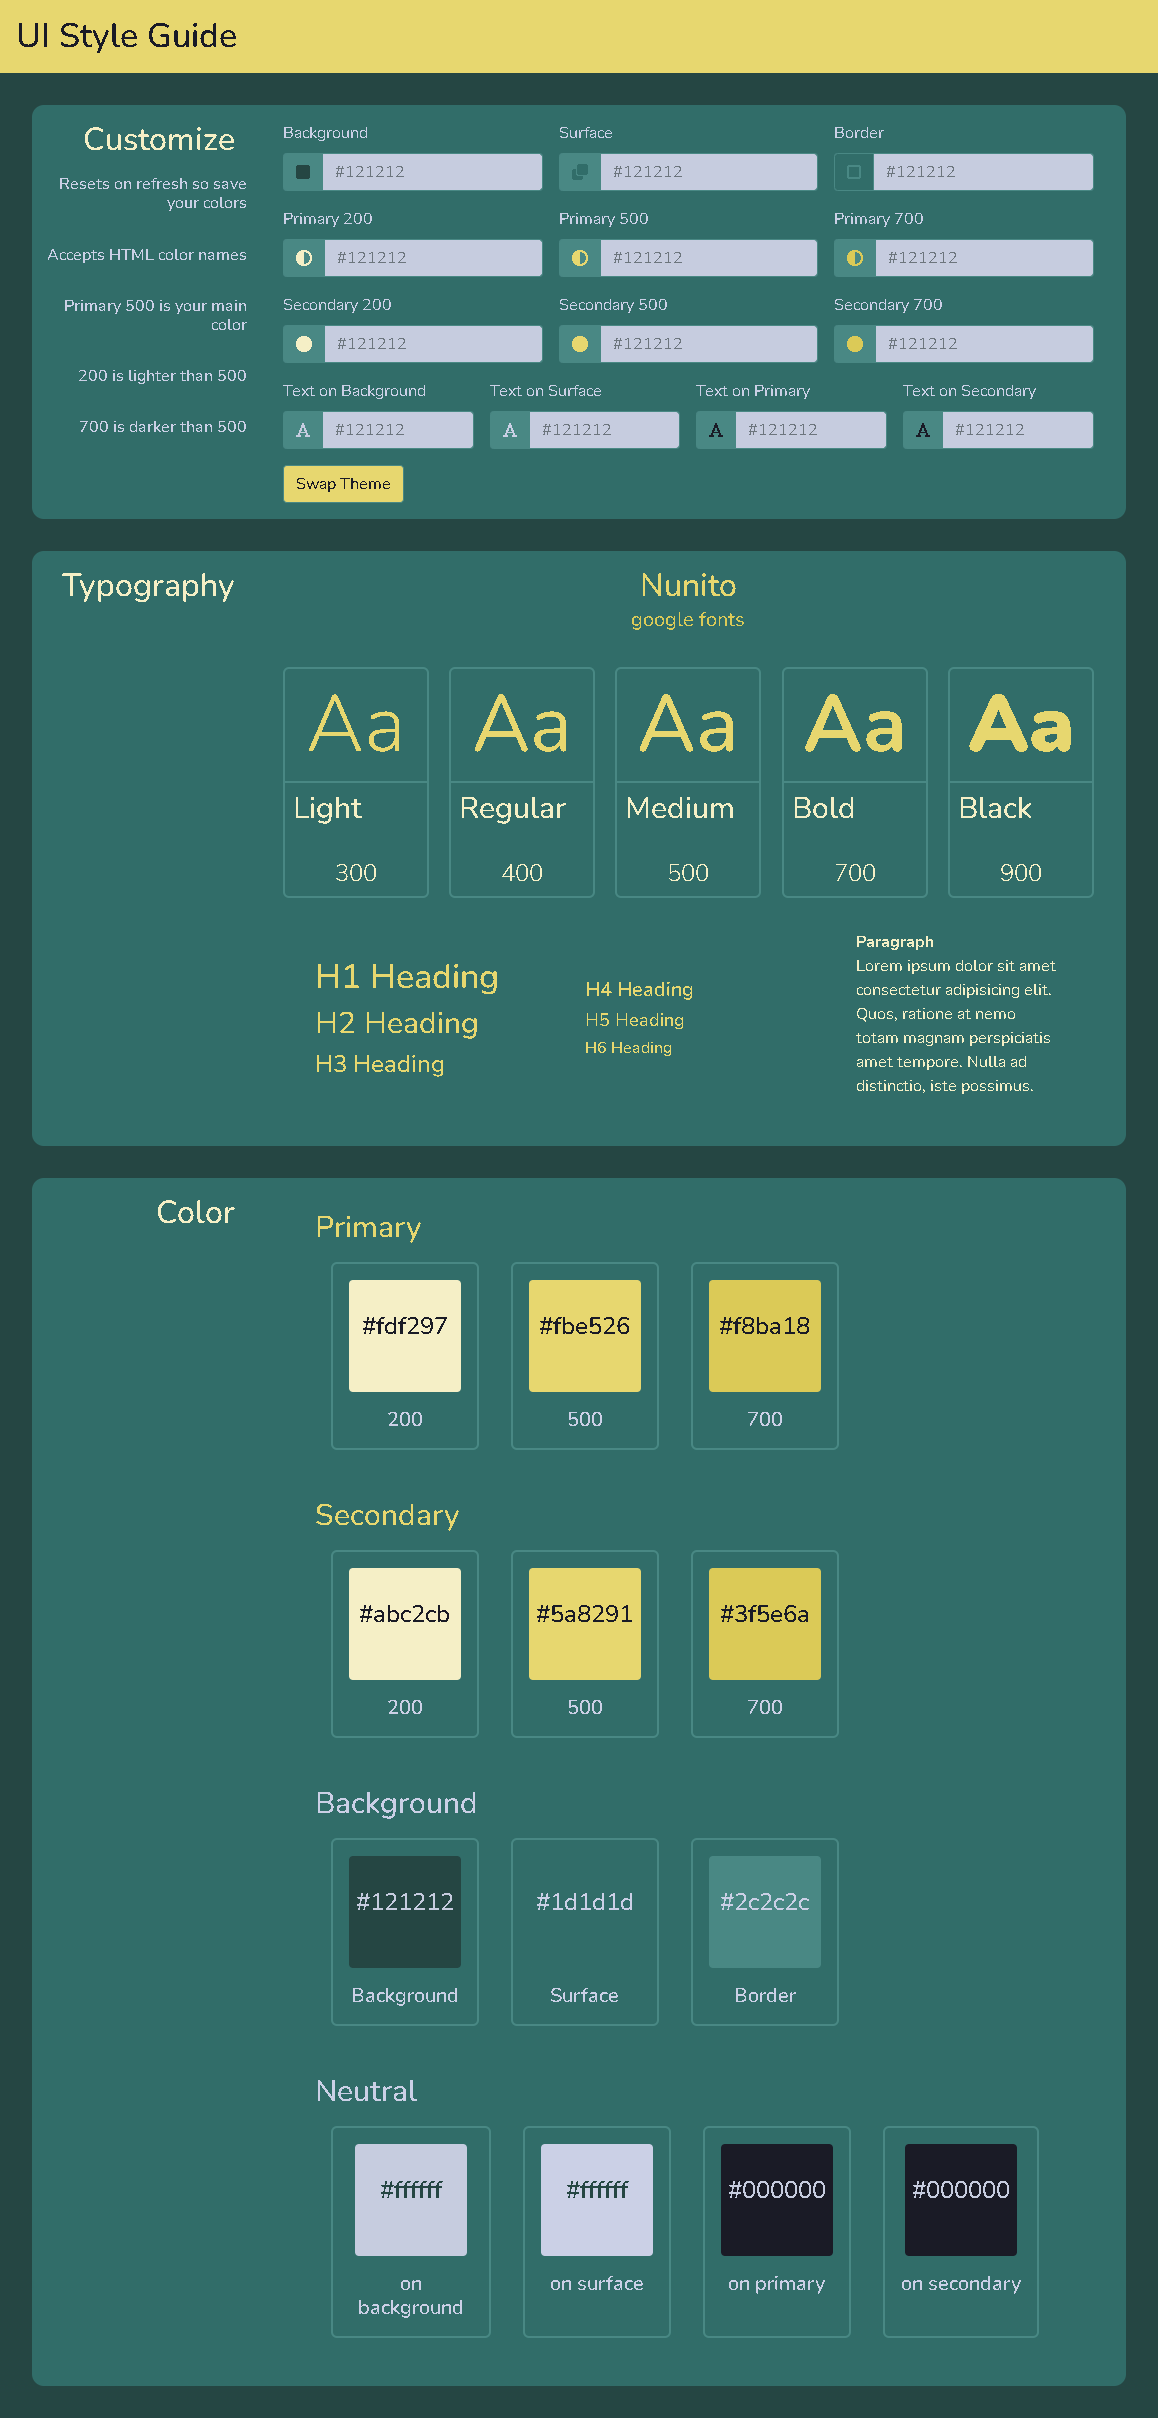 UI Style Guide
Customize
Resets on refresh so save
your colors
Accepts HTML color names
Primary 500 is your main
color
200 is lighter than 500
700 is darker than 500
Background
Surface
Border
#121212
#121212
#121212
Primary 200
Primary 500
Primary 700
#121212
#121212
#121212
Secondary 200
Secondary 500
Secondary 700
#121212
#121212
#121212
Text on Background
Text on Surface
Text on Primary
Text on Secondary
A #121212
A #121212
A #121212
A #121212
Swap Theme
Typography
Nunito
google fonts
Aa
Light
300
Aa
Regular
400
Aa
Medium
500
Aa
Bold
700
Aa
Black
900
H1 Heading
H2 Heading
H3 Heading
H4 Heading
H5 Heading
H6 Heading
Paragraph
Lorem ipsum dolor sit amet
consectetur adipisicing elit.
Quos, ratione at nemo
totam magnam perspiciatis
amet tempore. Nulla ad
distinctio, iste possimus.
Color
Primary
#fdf297
200
#fbe526
500
#f8ba18
700
Secondary
#abc2cb
200
#5a8291
500
#3f5e6a
700
Background
#121212
Background
#1d1d1d
Surface
#2c2c2c
Border
Neutral
#ffffff
on
background
#ffffff
on surface
#000000
on primary
#000000
on secondary